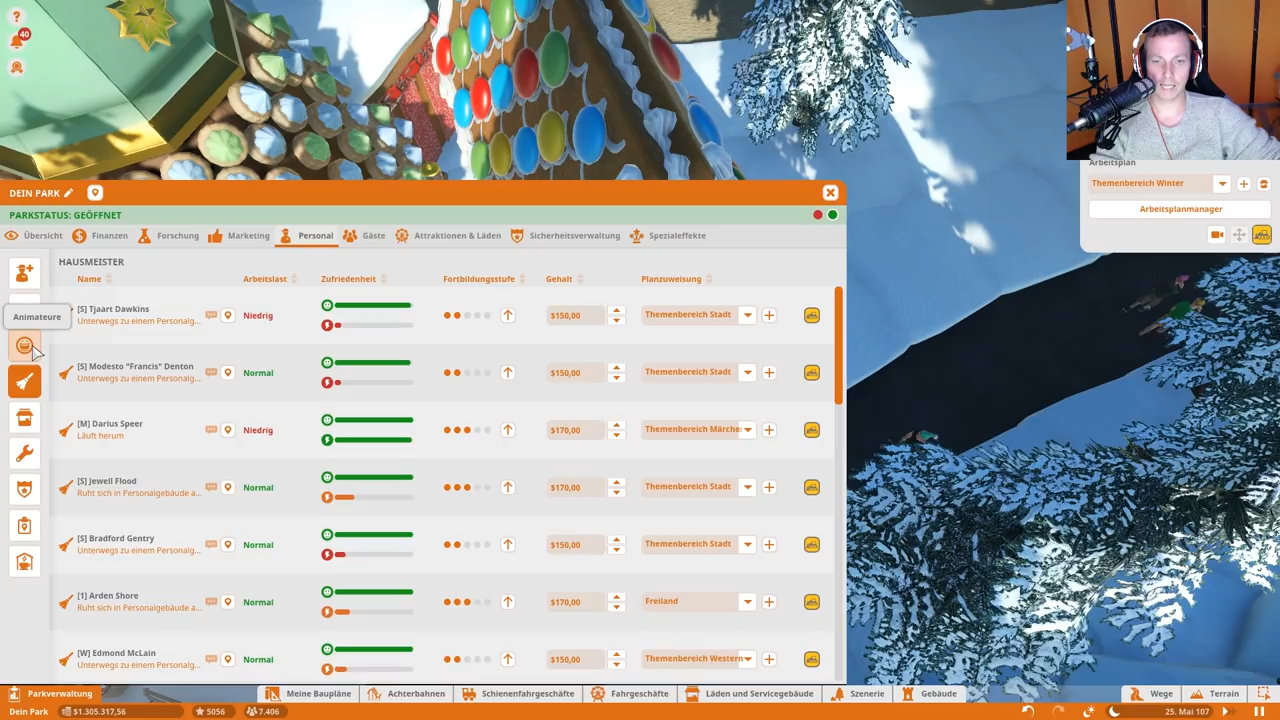 ?
40
Arbeitsplan
Themenbereich Winter
Arbeitsplanmanager
DEIN PARK
PARKSTATUS: GEÖFFNET
Übersicht Finanzen Forschung Marketing Personal Gäste Attraktionen & Läden Sicherheitsverwaltung Spezialeffekte
HAUSMEISTER
Name Arbeitslast Zufriedenheit Fortbildungsstufe Gehalt Planzuweisung
Animateure
[S] Tjaart Dawkins
Unterwegs zu einem Personalg...
Niedrig $150,00 Themenbereich Stadt
[S] Modesto "Francis" Denton
Unterwegs zu einem Personalg...
Normal $150,00 Themenbereich Stadt
[M] Darius Speer
Läuft herum
Niedrig $170,00 Themenbereich Märche
[S] Jewell Flood
Ruht sich in Personalgebäude a...
Normal $170,00 Themenbereich Stadt
[S] Bradford Gentry
Unterwegs zu einem Personalg...
Normal $150,00 Themenbereich Stadt
[1] Arden Shore
Ruht sich in Personalgebäude a...
Normal $170,00 Freiland
[W] Edmond McLain
Unterwegs zu einem Personalg...
Normal $150,00 Themenbereich Western
Parkverwaltung Meine Baupläne Achterbahnen Schienenfahrgeschäfte Fahrgeschäfte Läden und Servicegebäude Szenerie Gebäude Wege Terrain
Dein Park $1.305.317,56 5056 7.406 25. Mai 107